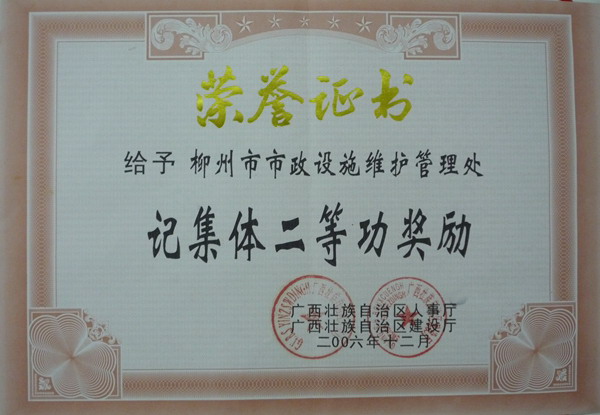 荣誉证书
给予 柳州市市政设施维护管理处
记集体二等功奖励
广西壮族自治区人事厅
广西壮族自治区建设厅
二00六年十二月